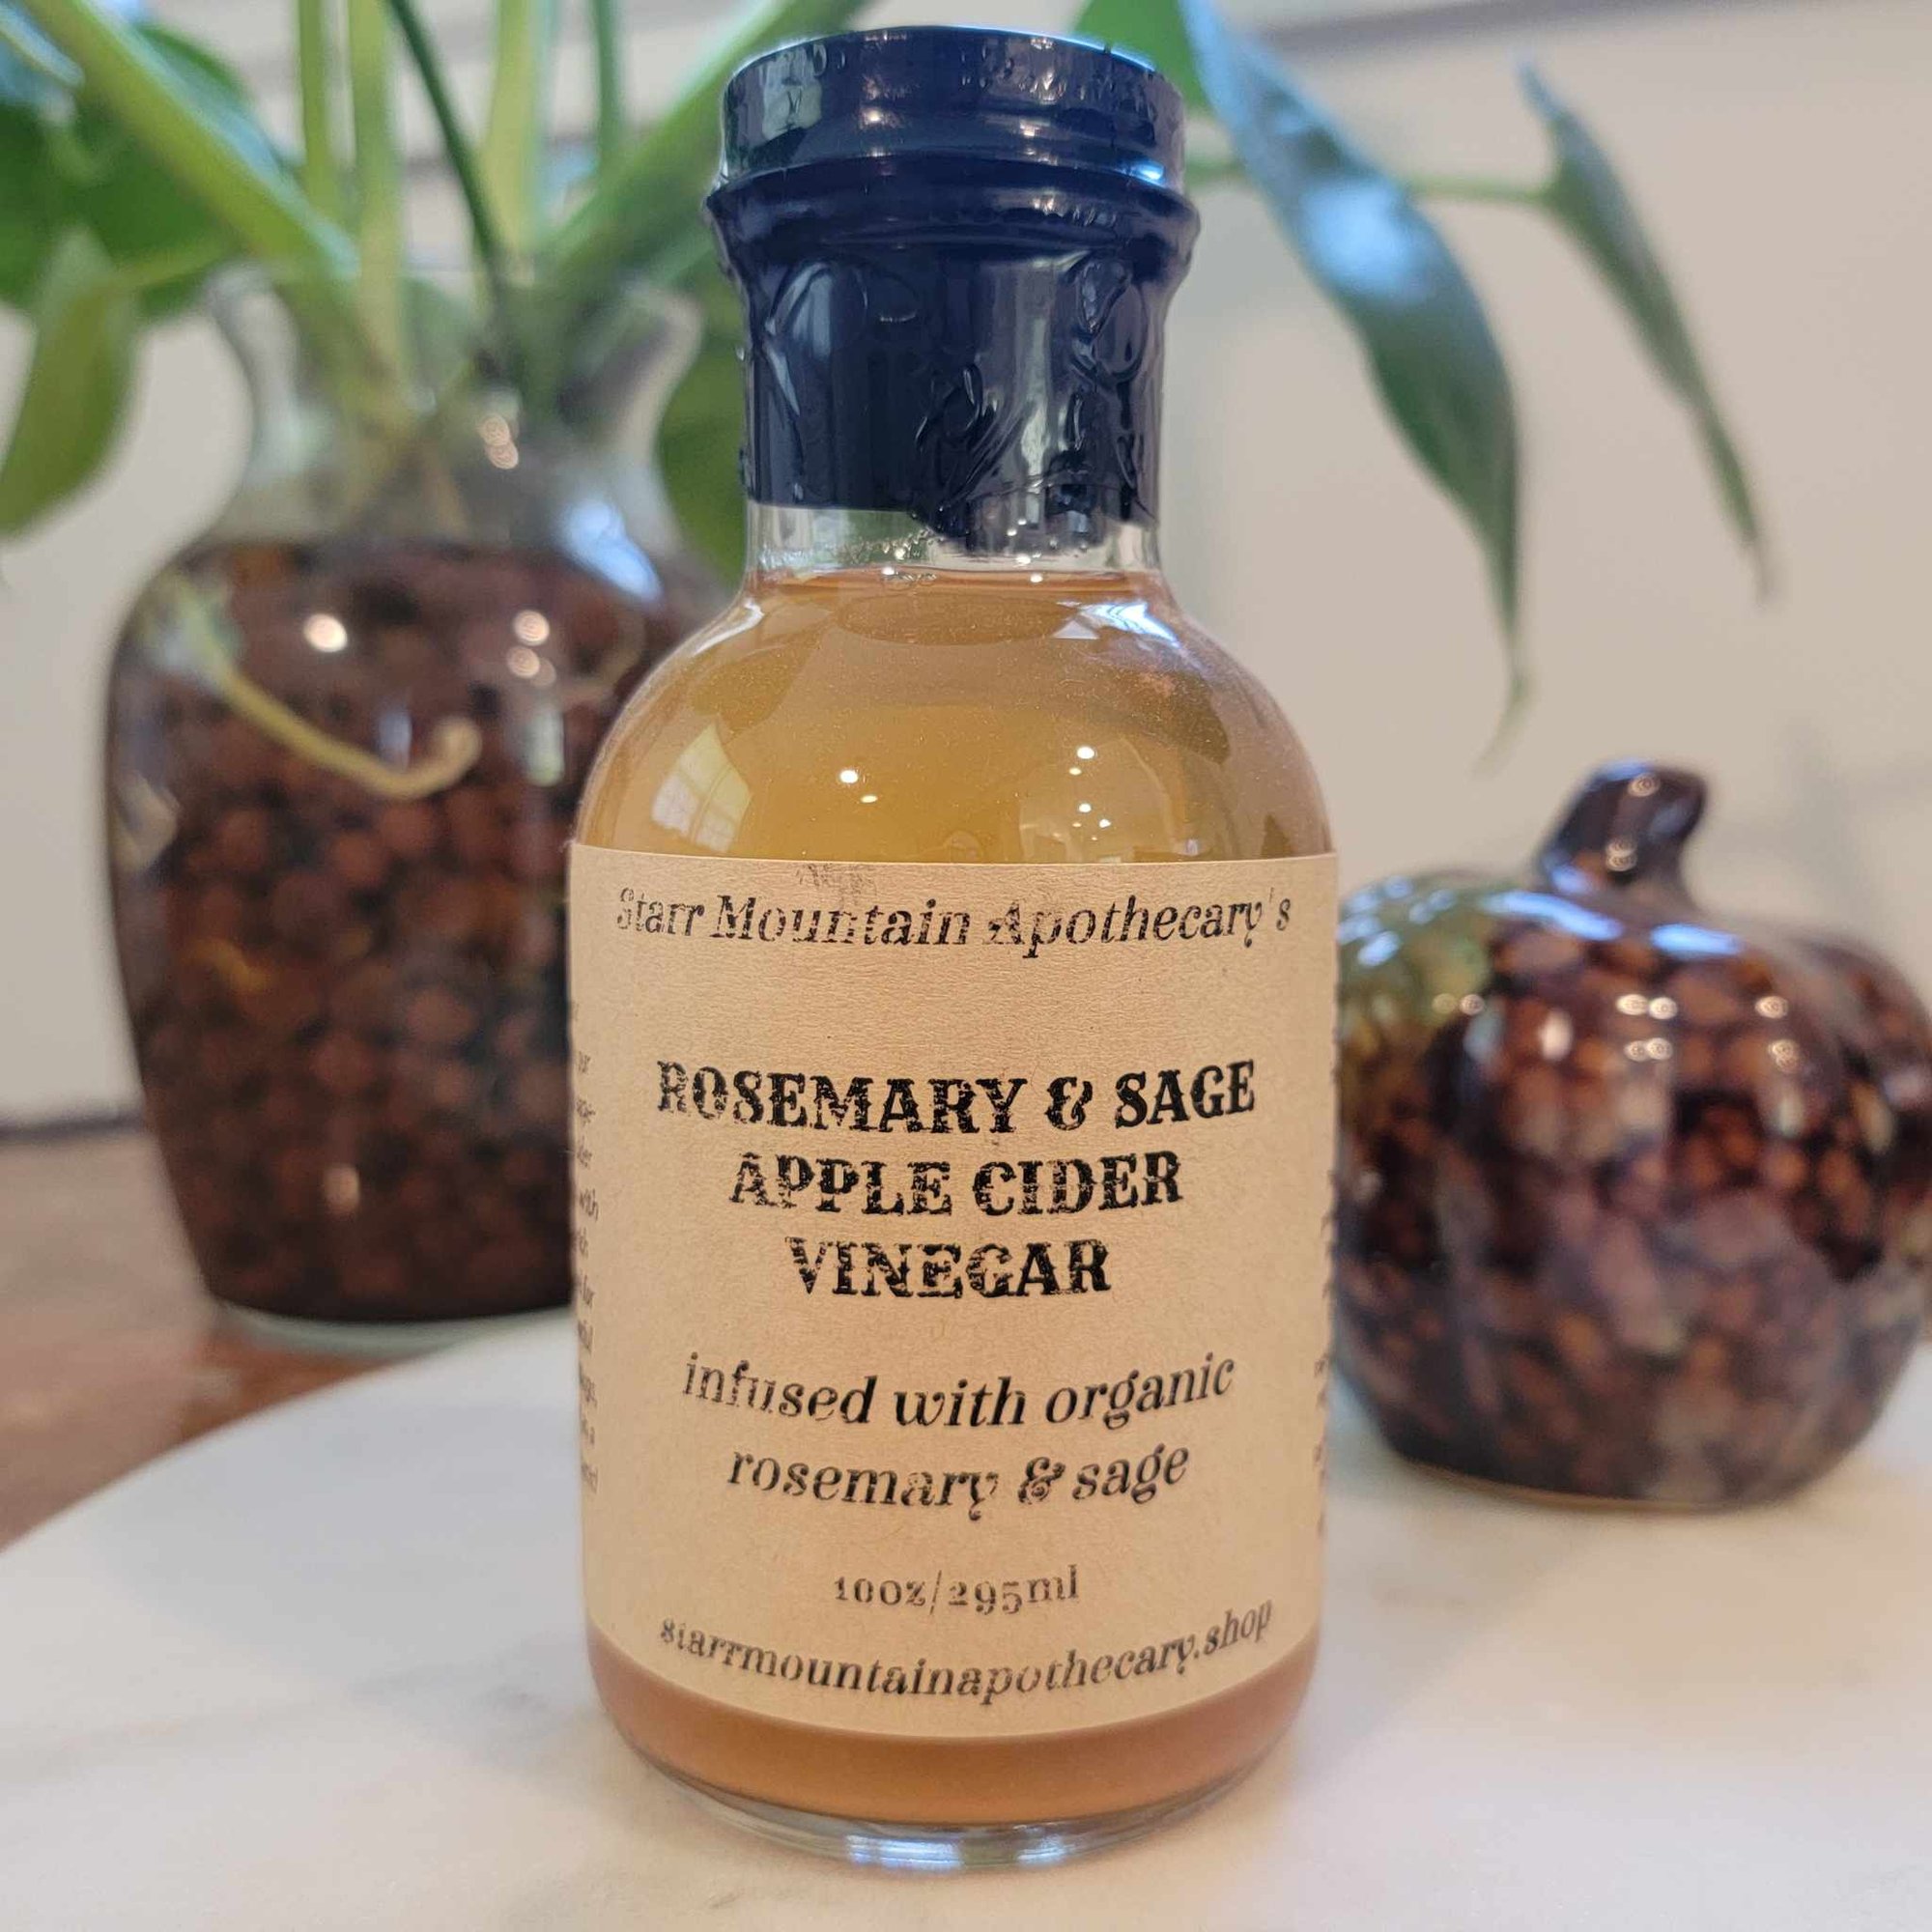 Starr Mountain Apothecary's
ROSEMARY & SAGE
APPLE CIDER
VINEGAR
infused with organic
rosemary & sage
10oz/295ml
starrmountainapothecary.shop